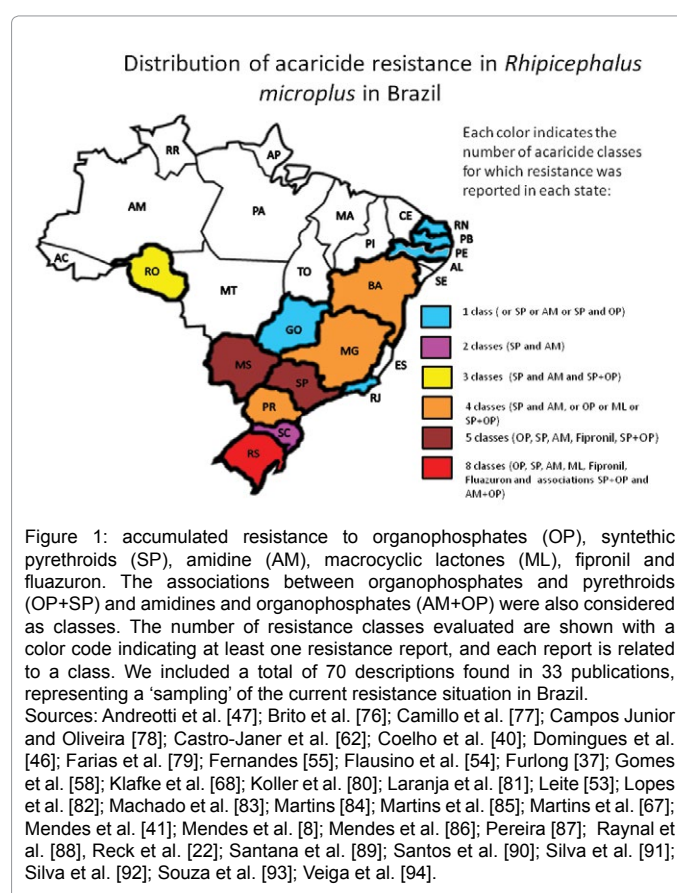 Distribution of acaricide resistance in Rhipicephalus
microplus in Brazil
Each color indicates the
number of acaricide classes
for which resistance was
reported in each state:
RR
AP
AM
PA
MA
CE
RN
PB
PE
AL
SE
PI
AC
RO
TO
MT
BA
GO
MG
ES
MS
SP
RJ
PR
SC
RS
1 class ( or SP or AM or SP and OP)
2 classes (SP and AM)
3 classes (SP and AM and SP+OP)
4 classes (SP and AM, or OP or ML or
SP+OP)
5 classes (OP, SP, AM, Fipronil, SP+OP)
8 classes (OP, SP, AM, ML, Fipronil,
Fluazuron and associations SP+OP and
AM+OP)
Figure 1: accumulated resistance to organophosphates (OP), syntethic
pyrethroids (SP), amidine (AM), macrocyclic lactones (ML), fipronil and
fluazuron. The associations between organophosphates and pyrethroids
(OP+SP) and amidines and organophosphates (AM+OP) were also considered
as classes. The number of resistance classes evaluated are shown with a
color code indicating at least one resistance report, and each report is related
to a class. We included a total of 70 descriptions found in 33 publications,
representing a ‘sampling’ of the current resistance situation in Brazil.
Sources: Andreotti et al. [47]; Brito et al. [76]; Camillo et al. [77]; Campos Junior
and Oliveira [78]; Castro-Janer et al. [62]; Coelho et al. [40]; Domingues et al.
[46]; Farias et al. [79]; Fernandes [55]; Flausino et al. [54]; Furlong [37]; Gomes
et al. [58]; Klafke et al. [68]; Koller et al. [80]; Laranja et al. [81]; Leite [53]; Lopes
et al. [82]; Machado et al. [83]; Martins [84]; Martins et al. [85]; Martins et al. [67];
Mendes et al. [41]; Mendes et al. [8]; Mendes et al. [86]; Pereira [87]; Raynal et
al. [88], Reck et al. [22]; Santana et al. [89]; Santos et al. [90]; Silva et al. [91];
Silva et al. [92]; Souza et al. [93]; Veiga et al. [94].